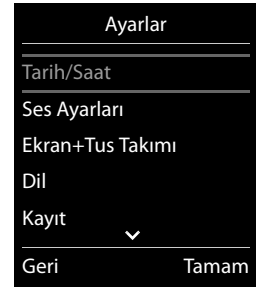 Ayarlar
Tarih/Saat
Ses Ayarları
Ekran+Tus Takımı
Dil
Kayıt
Geri Tamam